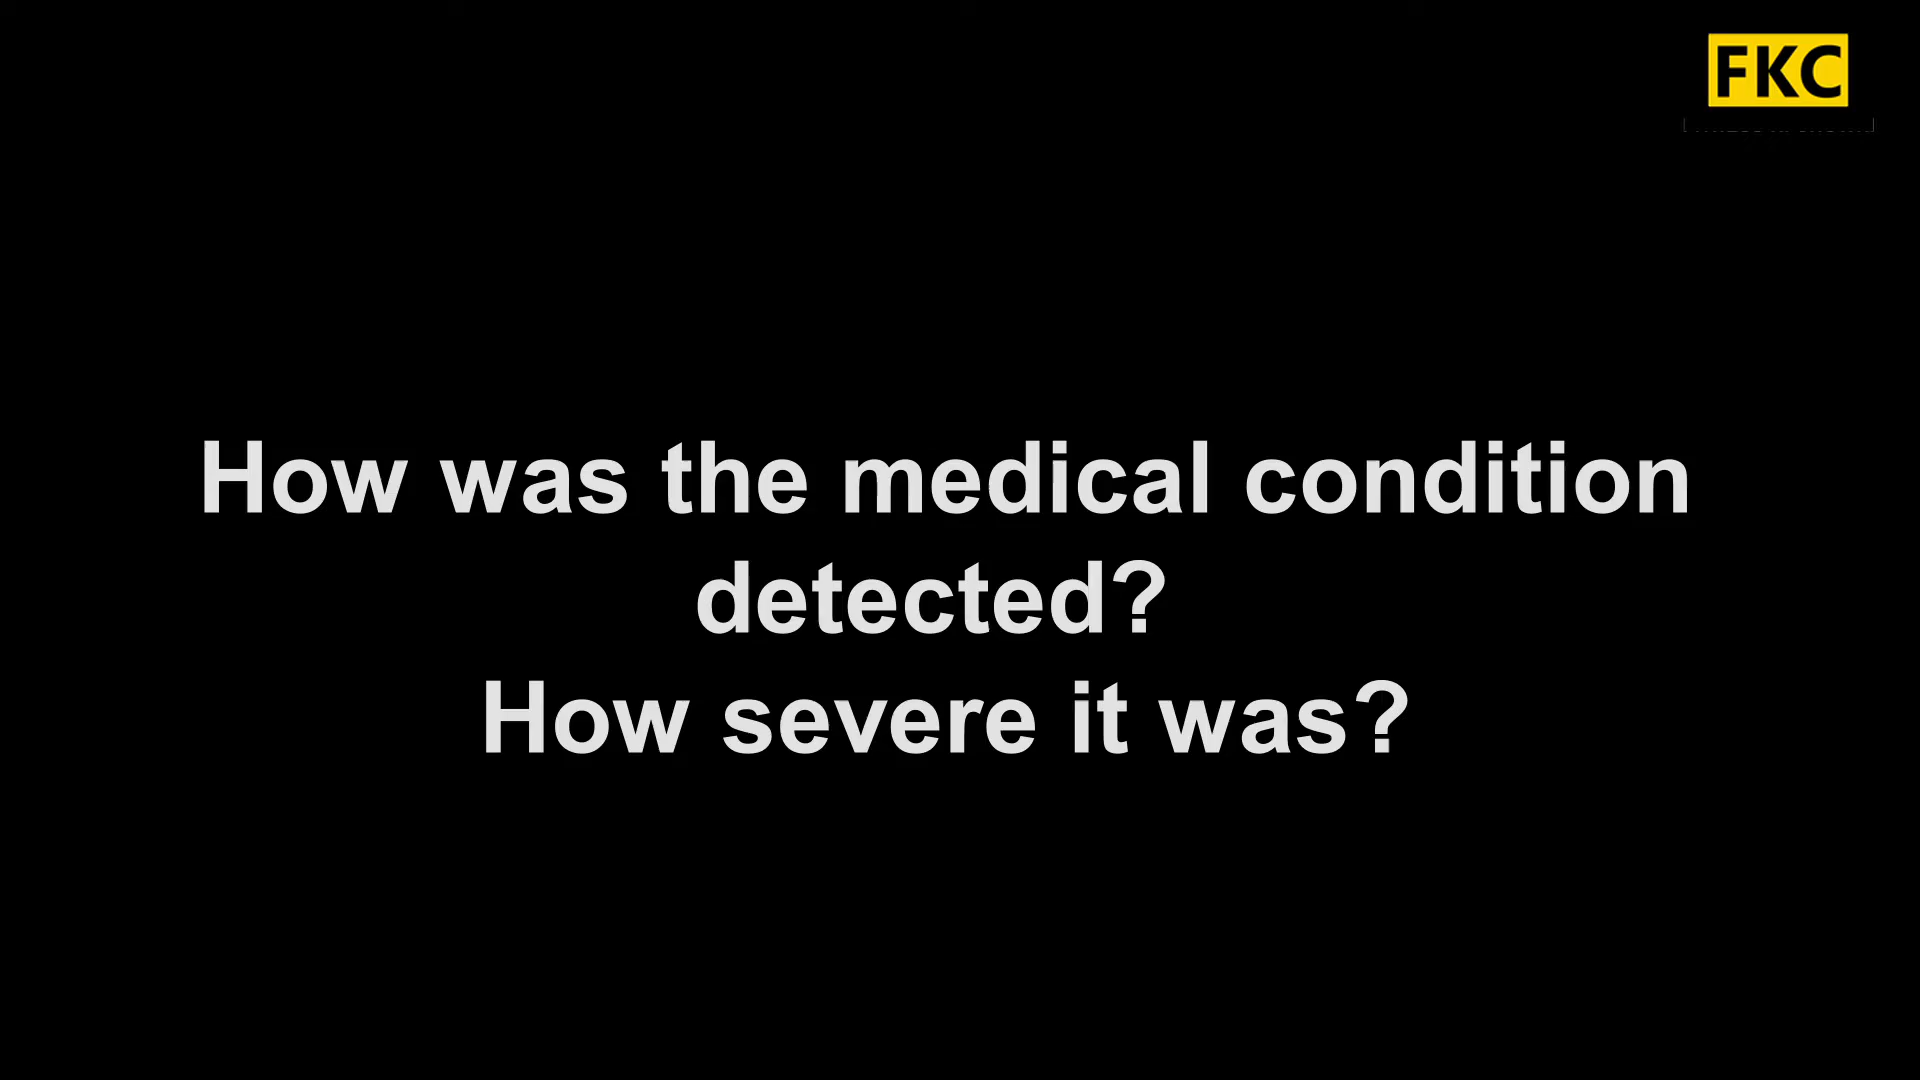 FKC
How was the medical condition
detected?
How severe it was?